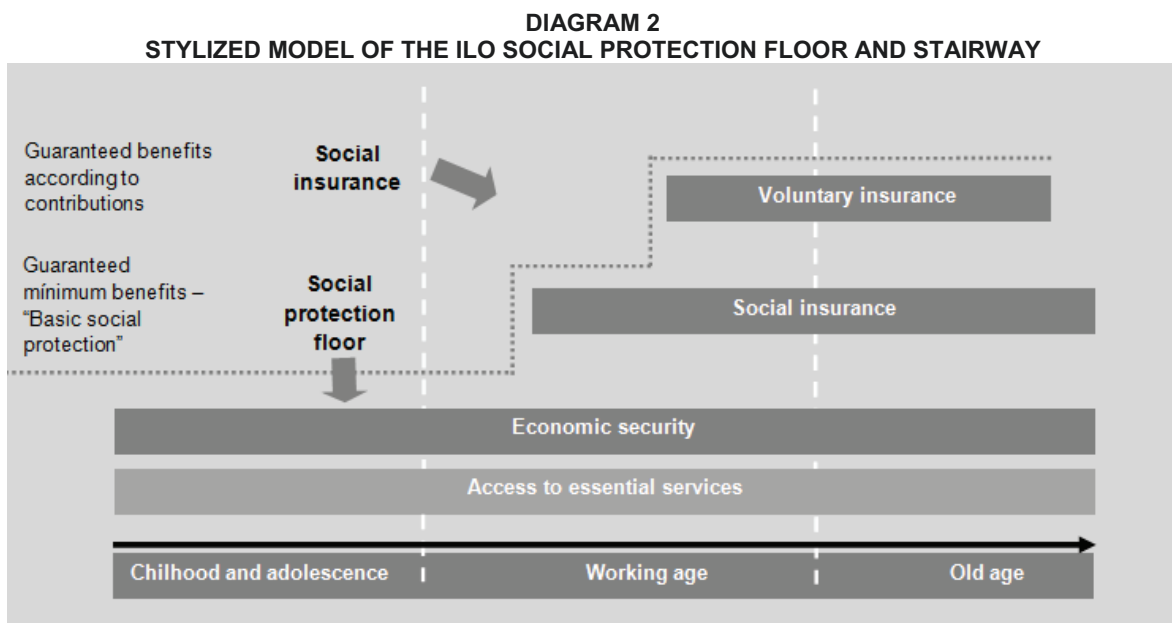 DIAGRAM 2
STYLIZED MODEL OF THE ILO SOCIAL PROTECTION FLOOR AND STAIRWAY
Guaranteed benefits
according to
contributions
Social
insurance
Voluntary insurance
Guaranteed
mínimum benefits –
“Basic social
protection”
Social
protection
floor
Social insurance
Economic security
Access to essential services
Chilhood and adolescence
Working age
Old age